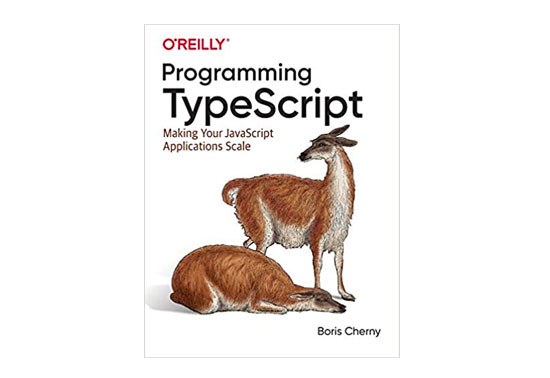 O'REILLY®
Programming
TypeScript
Making Your JavaScript
Applications Scale
Boris Cherny